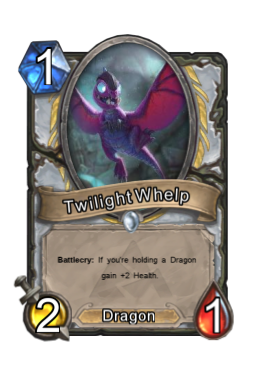 1
Twilight Whelp
Battlecry: If you're holding a Dragon
gain +2 Health.
2
Dragon
1